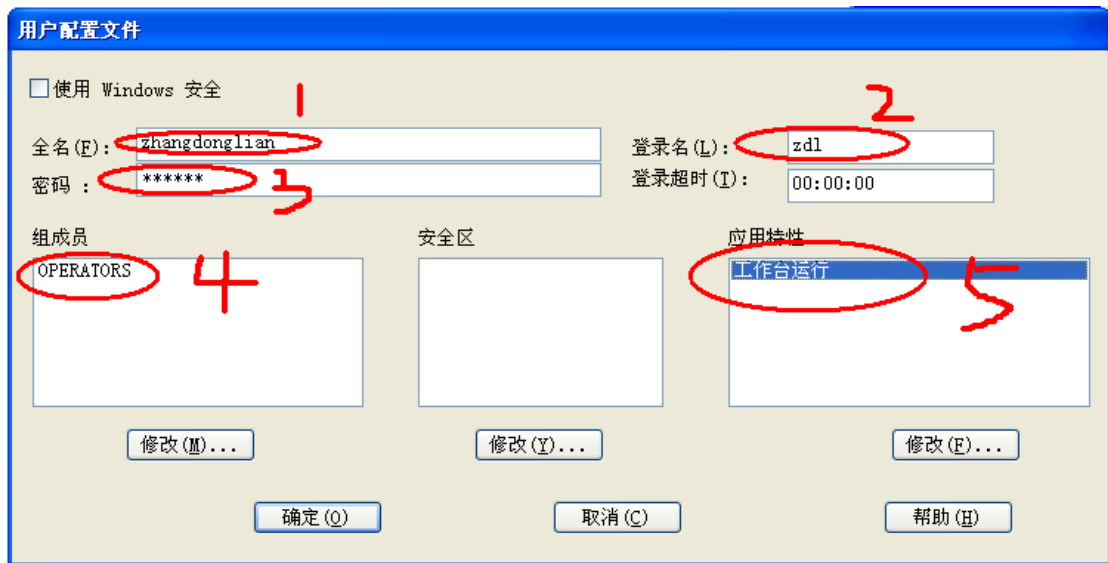 用户配置文件
使用 Windows 安全
1
2
全名(F): zhangdonglian
登录名(L): zdl
密码 : ******
3
登录超时(T): 00:00:00
组成员
安全区
应用特性
OPERATORS
4
工作台运行
5
修改(M)...
修改(Y)...
修改(F)...
确定(O)
取消(C)
帮助(H)